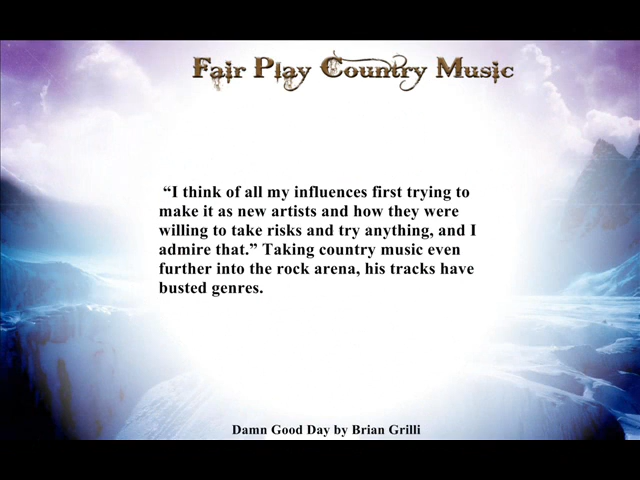 Fair Play Country Music
“I think of all my influences first trying to
make it as new artists and how they were
willing to take risks and try anything, and I
admire that.” Taking country music even
further into the rock arena, his tracks have
busted genres.
Damn Good Day by Brian Grilli